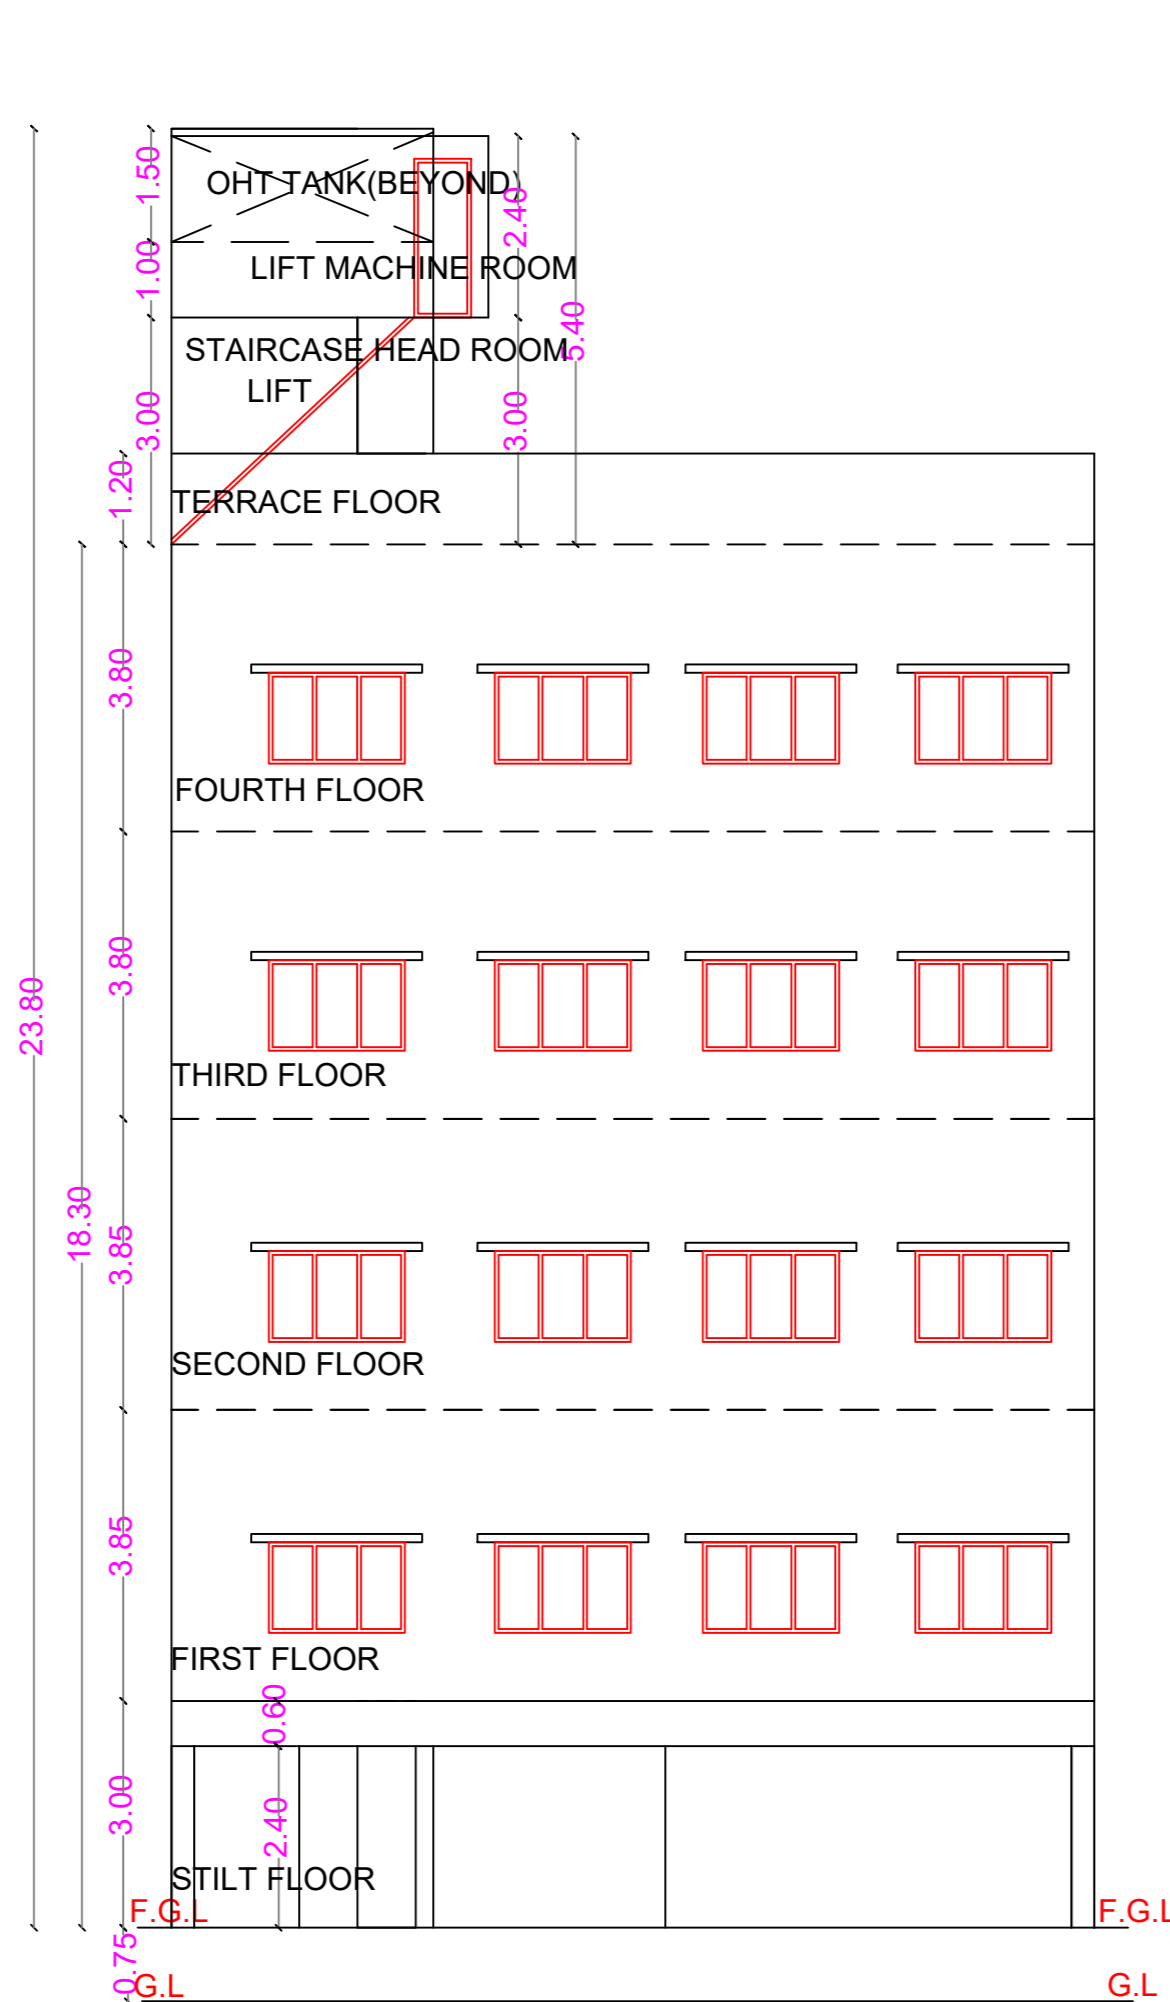 1.50
OHT TANK(BEYOND)
2.40
1.00
LIFT MACHINE ROOM
5.40
STAIRCASE HEAD ROOM
LIFT
3.00
3.00
1.20
TERRACE FLOOR
3.80
FOURTH FLOOR
3.80
23.80
THIRD FLOOR
18.30
3.85
SECOND FLOOR
3.85
FIRST FLOOR
0.60
3.00
2.40
STILT FLOOR
F.G.L
F.G.L
0.75
G.L
G.L